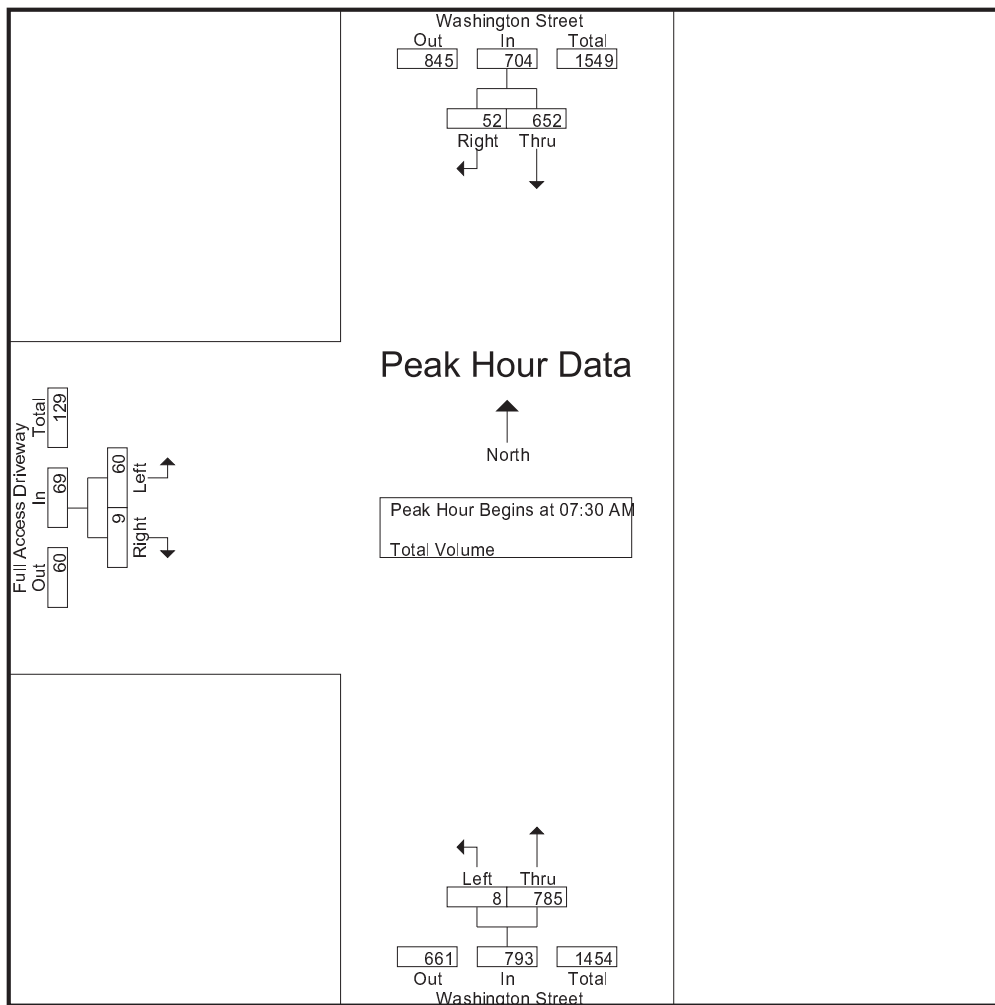 Washington Street
Out In Total
845 704 1549
52 652
Right Thru
Peak Hour Data
North
Peak Hour Begins at 07:30 AM
Total Volume
Full Access Driveway
Out In Total
60 69 129
9 60
Right Left
Left Thru
8 785
661 793 1454
Out In Total
Washington Street